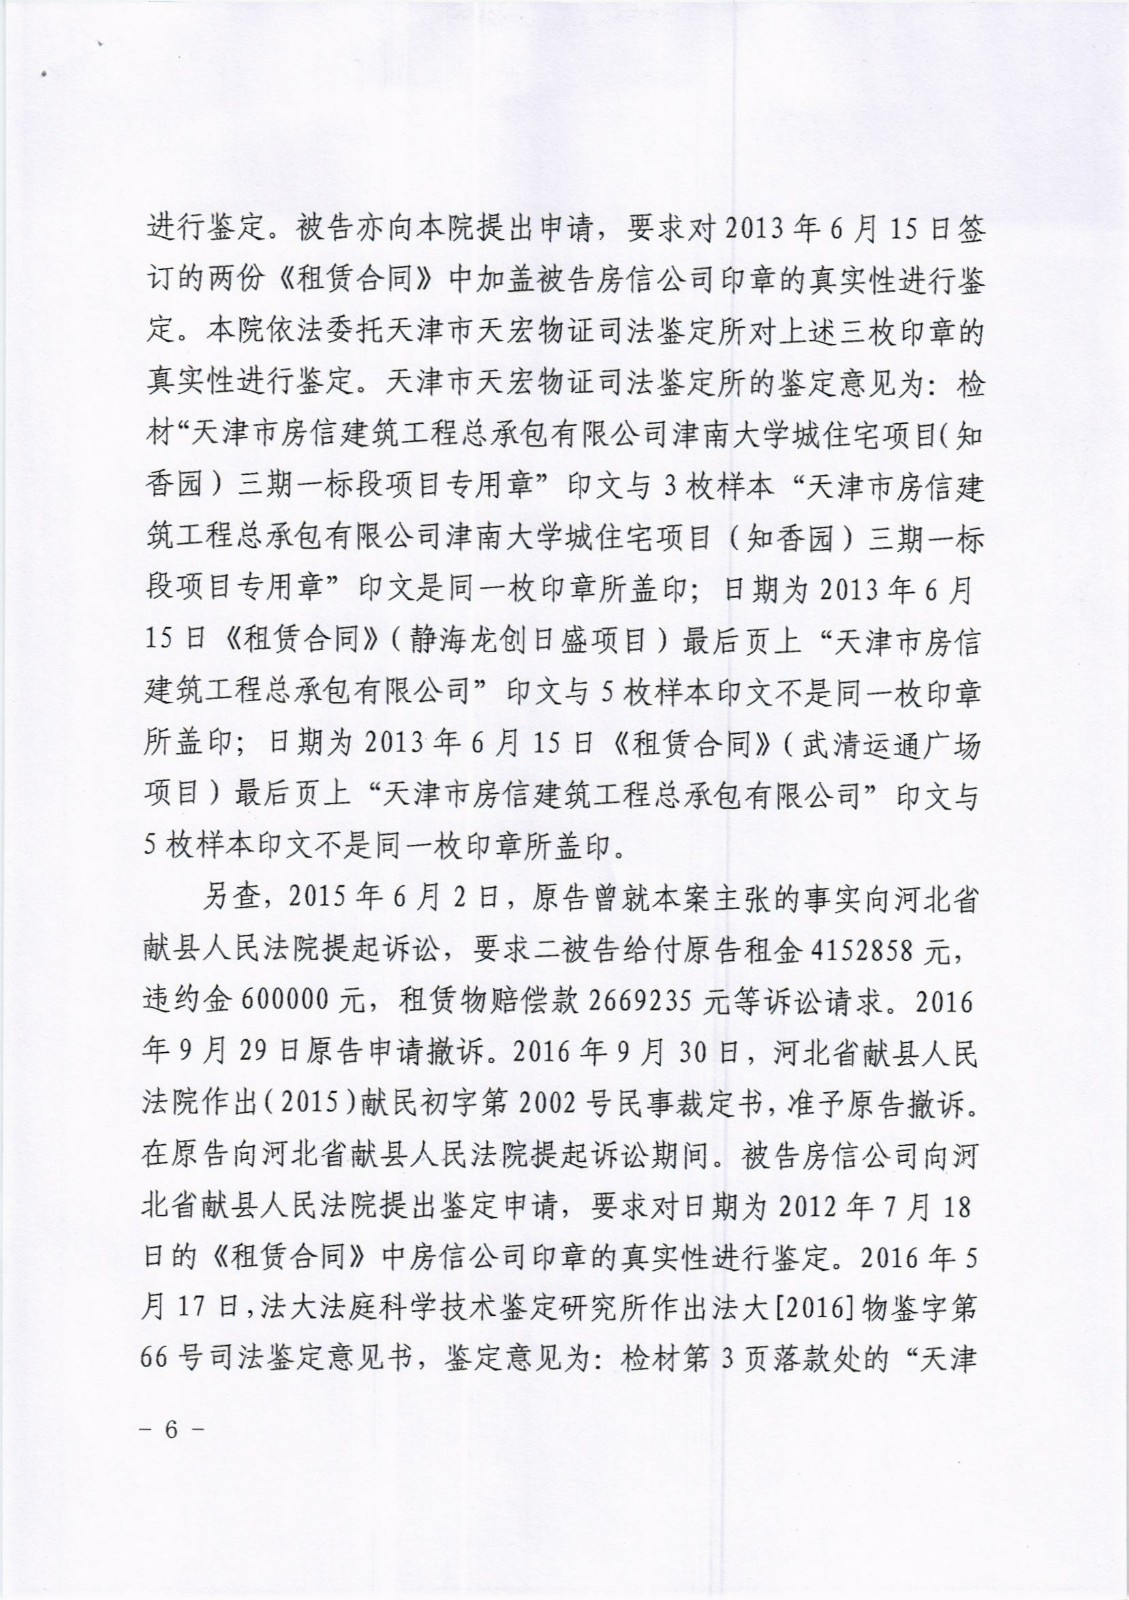 进行鉴定。被告亦向本院提出申请，要求对2013年6月15日签
订的两份《租赁合同》中加盖被告房信公司印章的真实性进行鉴
定。本院依法委托天津市天宏物证司法鉴定所对上述三枚印章的
真实性进行鉴定。天津市天宏物证司法鉴定所的鉴定意见为：检
材“天津市房信建筑工程总承包有限公司津南大学城住宅项目（知
香园）三期一标段项目专用章”印文与3枚样本“天津市房信建
筑工程总承包有限公司津南大学城住宅项目（知香园）三期一标
段项目专用章”印文是同一枚印章所盖印；日期为2013年6月
15日《租赁合同》（静海龙创日盛项目）最后页上“天津市房信
建筑工程总承包有限公司”印文与5枚样本印文不是同一枚印章
所盖印；日期为2013年6月15日《租赁合同》（武清运通广场
项目）最后页上“天津市房信建筑工程总承包有限公司”印文与
5枚样本印文不是同一枚印章所盖印。
另查，2015年6月2日，原告曾就本案主张的事实向河北省
献县人民法院提起诉讼，要求二被告给付原告租金4152858元，
违约金600000元，租赁物赔偿款2669235元等诉讼请求。2016
年9月29日原告申请撤诉。2016年9月30日，河北省献县人民
法院作出（2015）献民初字第2002号民事裁定书，准予原告撤诉。
在原告向河北省献县人民法院提起诉讼期间。被告房信公司向河
北省献县人民法院提出鉴定申请，要求对日期为2012年7月18
日的《租赁合同》中房信公司印章的真实性进行鉴定。2016年5
月17日，法大法庭科学技术鉴定研究所作出法大[2016]物鉴字第
66号司法鉴定意见书，鉴定意见为：检材第3页落款处的“天津
- 6 -